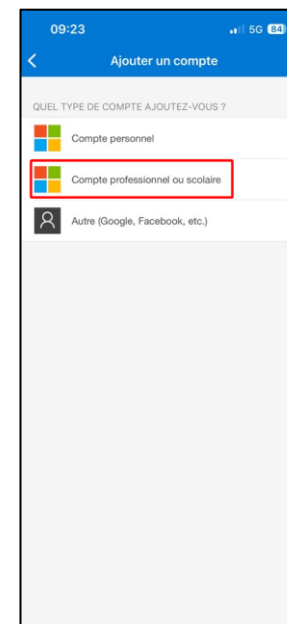 09:23
5G 84
Ajouter un compte
QUEL TYPE DE COMPTE AJOUTEZ-VOUS ?
Compte personnel
Compte professionnel ou scolaire
Autre (Google, Facebook, etc.)